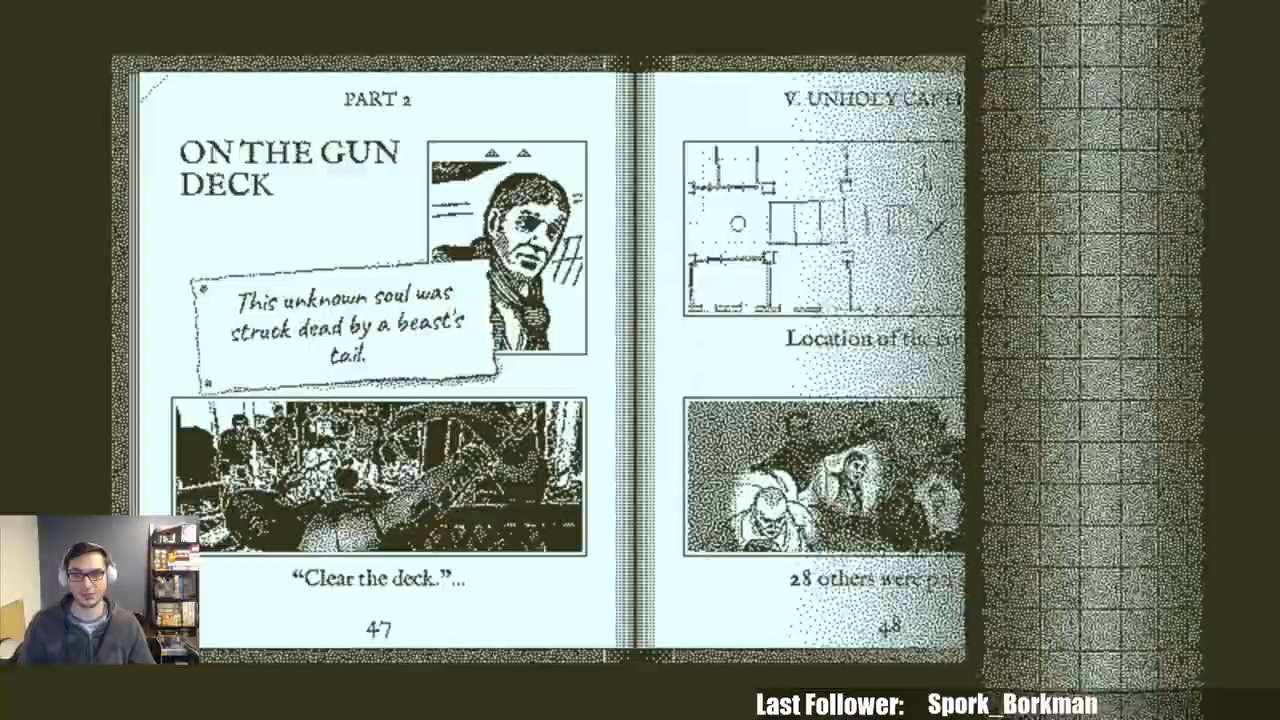 PART 2
ON THE GUN
DECK
This unknown soul was
struck dead by a beast's
tail.
"Clear the deck."...
47
V. UNHOLY
Location of the
28 others were
48
Last Follower: Spork_Borkman